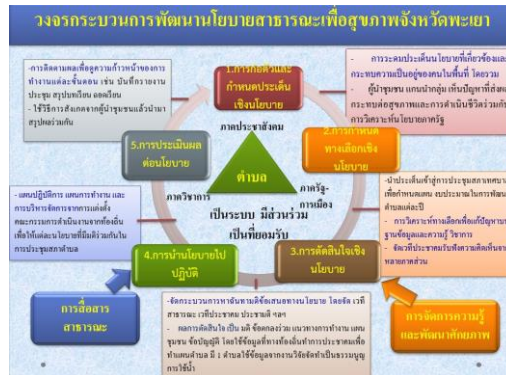 วงจรกระบวนการพัฒนานโยบายสาธารณะเพื่อสุขภาพจังหวัดพะเยา
-การติดตามผลเพื่อดูความก้าวหน้าของการ
ทำงานแต่ละขั้นตอน เช่น บันทึกรายงาน
ประชุม สรุปบทเรียน ถอดเรียน
- ใช้วิธีการสังเกตจากผู้นำชุมชนแล้วนำมา
สรุปผลร่วมกัน
1.การก่อตัวและ
กำหนดประเด็น
เชิงนโยบาย
- การระดมประเด็นนโยบายที่เกี่ยวข้องและ
กระทบความเป็นอยู่ของคนในพื้นที่ โดยรวม
- ผู้นำชุมชน แกนนำกลุ่ม เห็นปัญหาที่ส่งผล
กระทบต่อสุขภาพและการดำเนินชีวิตร่วมกับ
การวิเคราะห์นโยบายภาครัฐ
ภาคประชาสังคม
5.การประเมินผล
ต่อนโยบาย
2.การกำหนด
ทางเลือกเชิง
นโยบาย
ตำบล
ภาควิชาการ
ภาครัฐ-
การเมือง
เป็นระบบ มีส่วนร่วม
เป็นที่ยอมรับ
- แผนปฏิบัติการ แผนการทำงาน และ
การบริหารจัดการจากการแต่งตั้ง
คณะกรรมการดำเนินงานจากท้องถิ่น
เพื่อให้แต่ละนโยบายที่มีมติร่วมกันใน
การประชุมสภาตำบล
-นำประเด็นเข้าสู่การประชุมสภาเทศบาล
เพื่อกำหนดแผน งบประมาณในการพัฒนา
ตำบลแต่ละปี
- การวิเคราะห์ทางเลือกเพื่อแก้ปัญหาบน
ฐานข้อมูลและความรู้ วิชาการ
- จัดเวทีประชาคมรับฟังความคิดเห็นจาก
หลายภาคส่วน
4.การนำนโยบายไป
ปฏิบัติ
3.การตัดสินใจเชิง
นโยบาย
การสื่อสาร
สาธารณะ
-จัดกระบวนการหาฉันทามติข้อเสนอทางนโยบาย โดยจัด เวที
สาธารณะ เวทีประชาคม ประชามติ ฯลฯ
- ผลการตัดสินใจ เป็น มติ ข้อตกลงร่วม แนวทางการทำงาน แผน
ชุมชน ข้อบัญญัติ โดยใช้ข้อมูลที่ทางท้องถิ่นทำการประชาคมเพื่อ
ทำแผนตำบล มี 1 ตำบลใช้ข้อมูลจากงานวิจัยจัดทำเป็นธรรมนูญ
การใช้น้ำ
การจัดการความรู้
และพัฒนาศักยภาพ